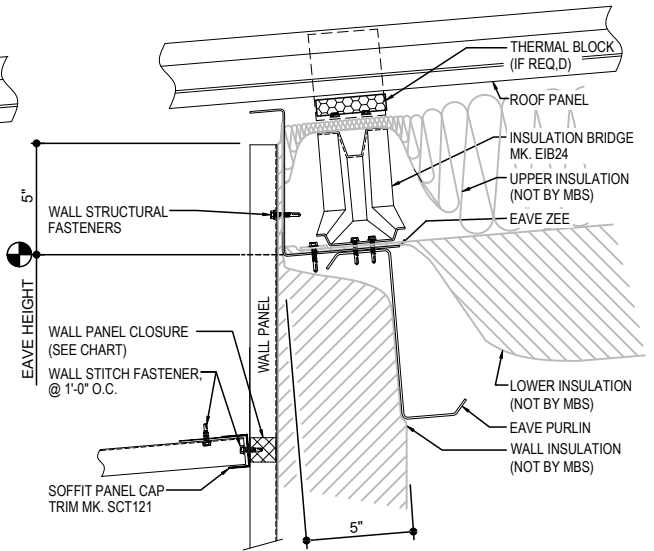 THERMAL BLOCK
(IF REQ,D)
ROOF PANEL
INSULATION BRIDGE
MK. EIB24
UPPER INSULATION
(NOT BY MBS)
EAVE ZEE
5"
WALL STRUCTURAL
FASTENERS
EAVE HEIGHT
WALL PANEL
WALL PANEL CLOSURE
(SEE CHART)
WALL STITCH FASTENER,
@ 1'-0" O.C.
LOWER INSULATION
(NOT BY MBS)
EAVE PURLIN
WALL INSULATION
(NOT BY MBS)
SOFFIT PANEL CAP
TRIM MK. SCT121
5"